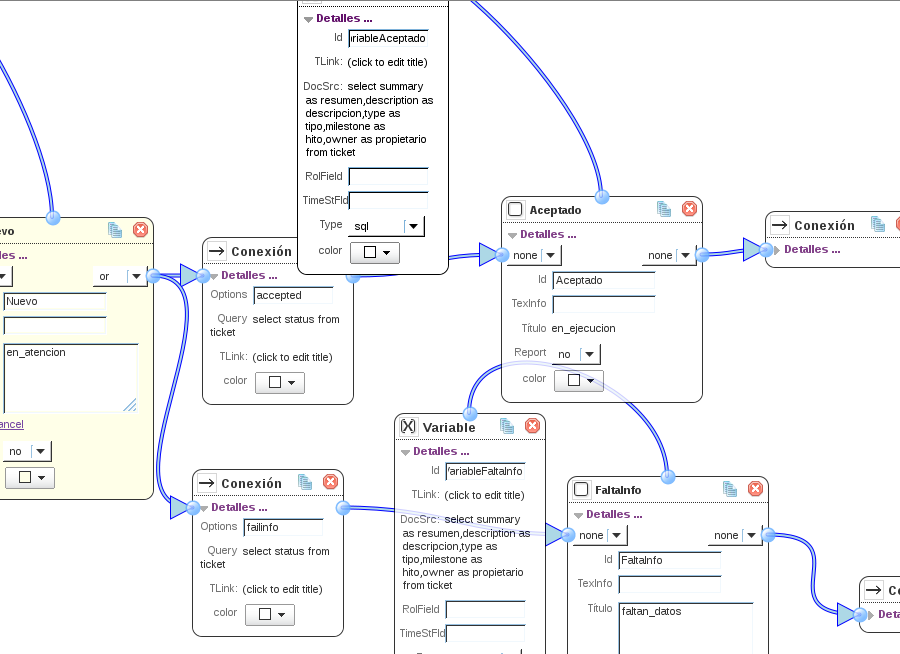 Detalles ...
Id riableAceptado
TLink: (click to edit title)
DocSrc: select summary
as resumen,description as
descripcion,type as
tipo,milestone as
hito,owner as propietario
from ticket
RolField
TimeStFld
Type sql
color
evo
les ...
or
Nuevo
en_atencion
ancel
no
Conexión
Detalles ...
Options accepted
Query select status from
ticket
TLink: (click to edit title)
color
Aceptado
Detalles ...
none none
Id Aceptado
TexInfo
Título en_ejecucion
Report no
color
Conexión
Detalles ...
Conexión
Detalles ...
Options failinfo
Query select status from
ticket
TLink: (click to edit title)
color
Variable
Detalles ...
Id VariableFaltaInfo
TLink: (click to edit title)
DocSrc: select summary
as resumen,description as
descripcion,type as
tipo,milestone as
hito,owner as propietario
from ticket
RolField
TimeStFld
FaltaInfo
Detalles ...
none none
Id FaltaInfo
TexInfo
Título faltan_datos
Co
Deta